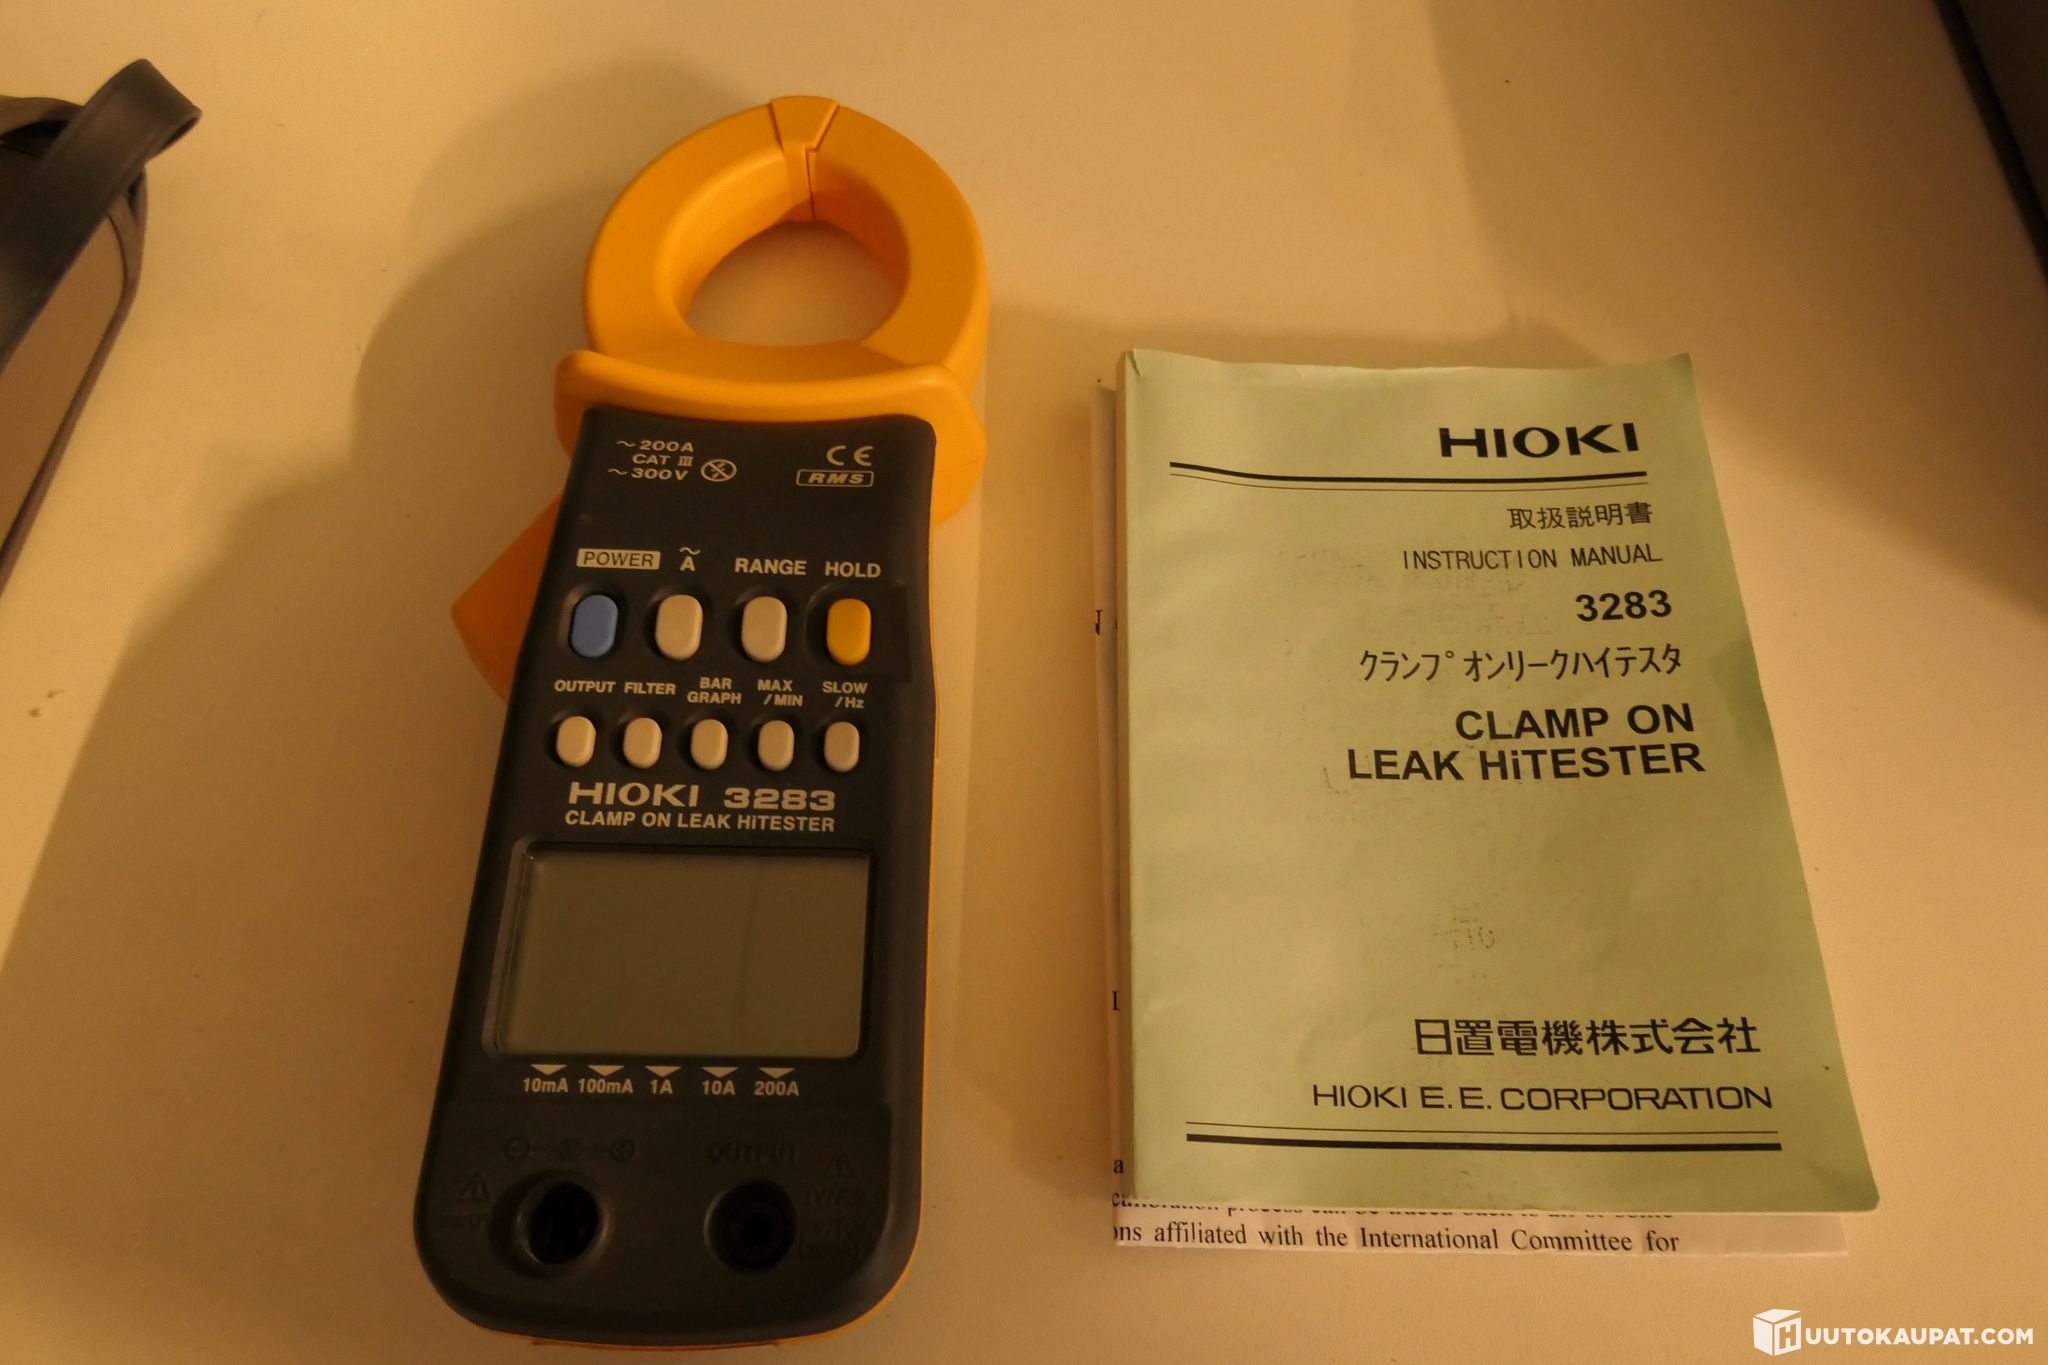 ~200A
CAT III
~300V
CE
RMS
POWER
~
A
RANGE
HOLD
OUTPUT
FILTER
BAR
GRAPH
MAX
/MIN
SLOW
/Hz
HIOKI 3283
CLAMP ON LEAK HiTESTER
10mA
100mA
1A
10A
200A
OUTPUT
HIOKI
取扱説明書
INSTRUCTION MANUAL
3283
クランプオンリークハイテスタ
CLAMP ON
LEAK HiTESTER
日置電機株式会社
HIOKI E. E. CORPORATION
ons affiliated with the International Committee for
HUUTOKAUPAT.COM